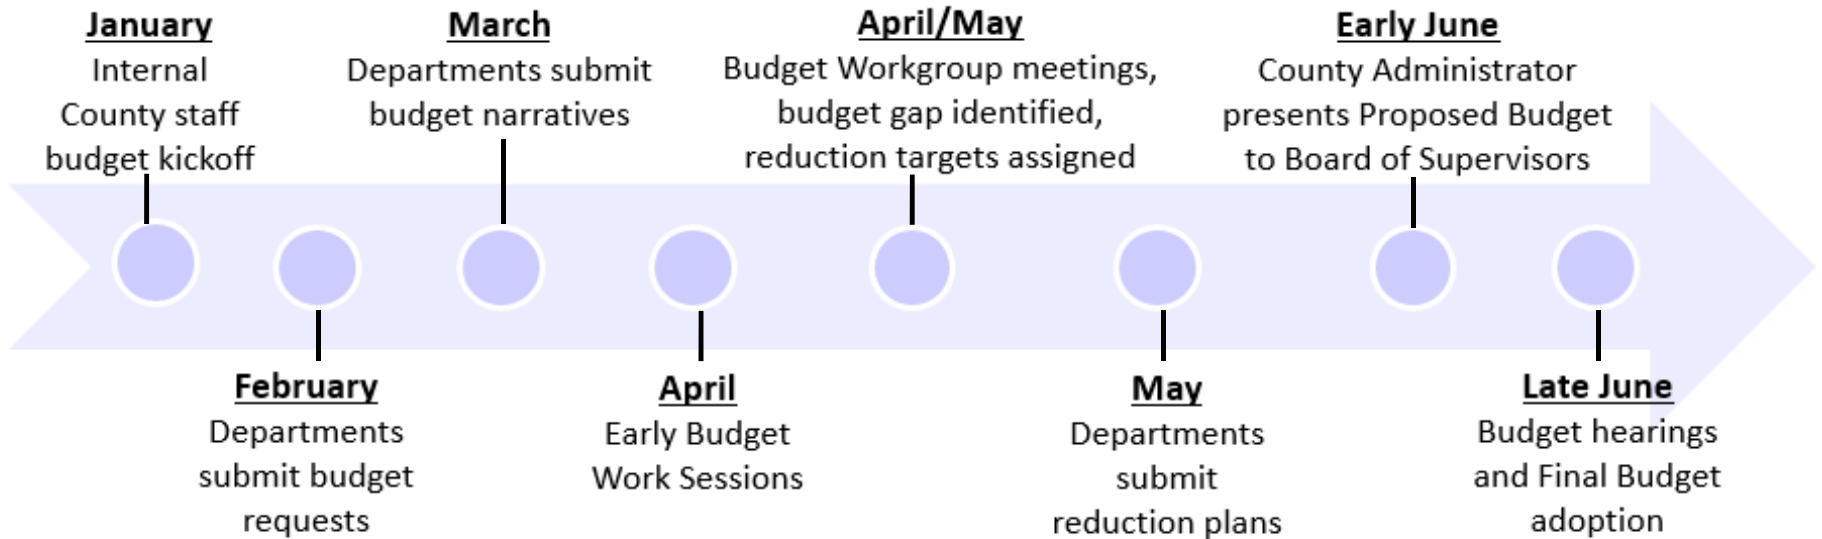 January
Internal
County staff
budget kickoff
February
Departments
submit budget
requests
March
Departments submit
budget narratives
April
Early Budget
Work Sessions
April/May
Budget Workgroup meetings,
budget gap identified,
reduction targets assigned
May
Departments
submit
reduction plans
Early June
County Administrator
presents Proposed Budget
to Board of Supervisors
Late June
Budget hearings
and Final Budget
adoption